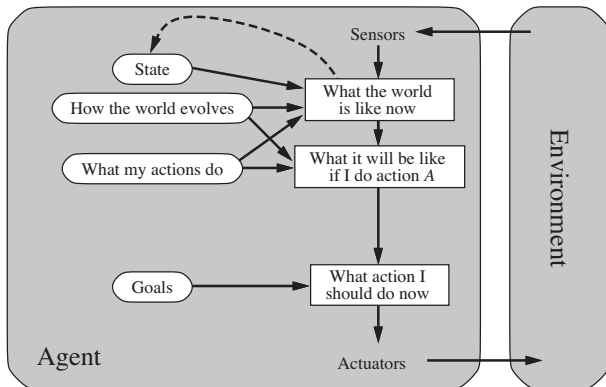 Sensors
State
What the world
is like now
How the world evolves
What my actions do
What it will be like
if I do action A
Goals
What action I
should do now
Agent
Actuators
Environment